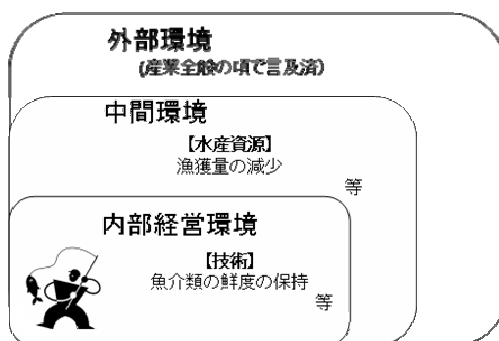 外部環境
(産業全般の項で言及済)
中間環境
【水産資源】
漁獲量の減少
等
内部経営環境
【技術】
魚介類の鮮度の保持
等